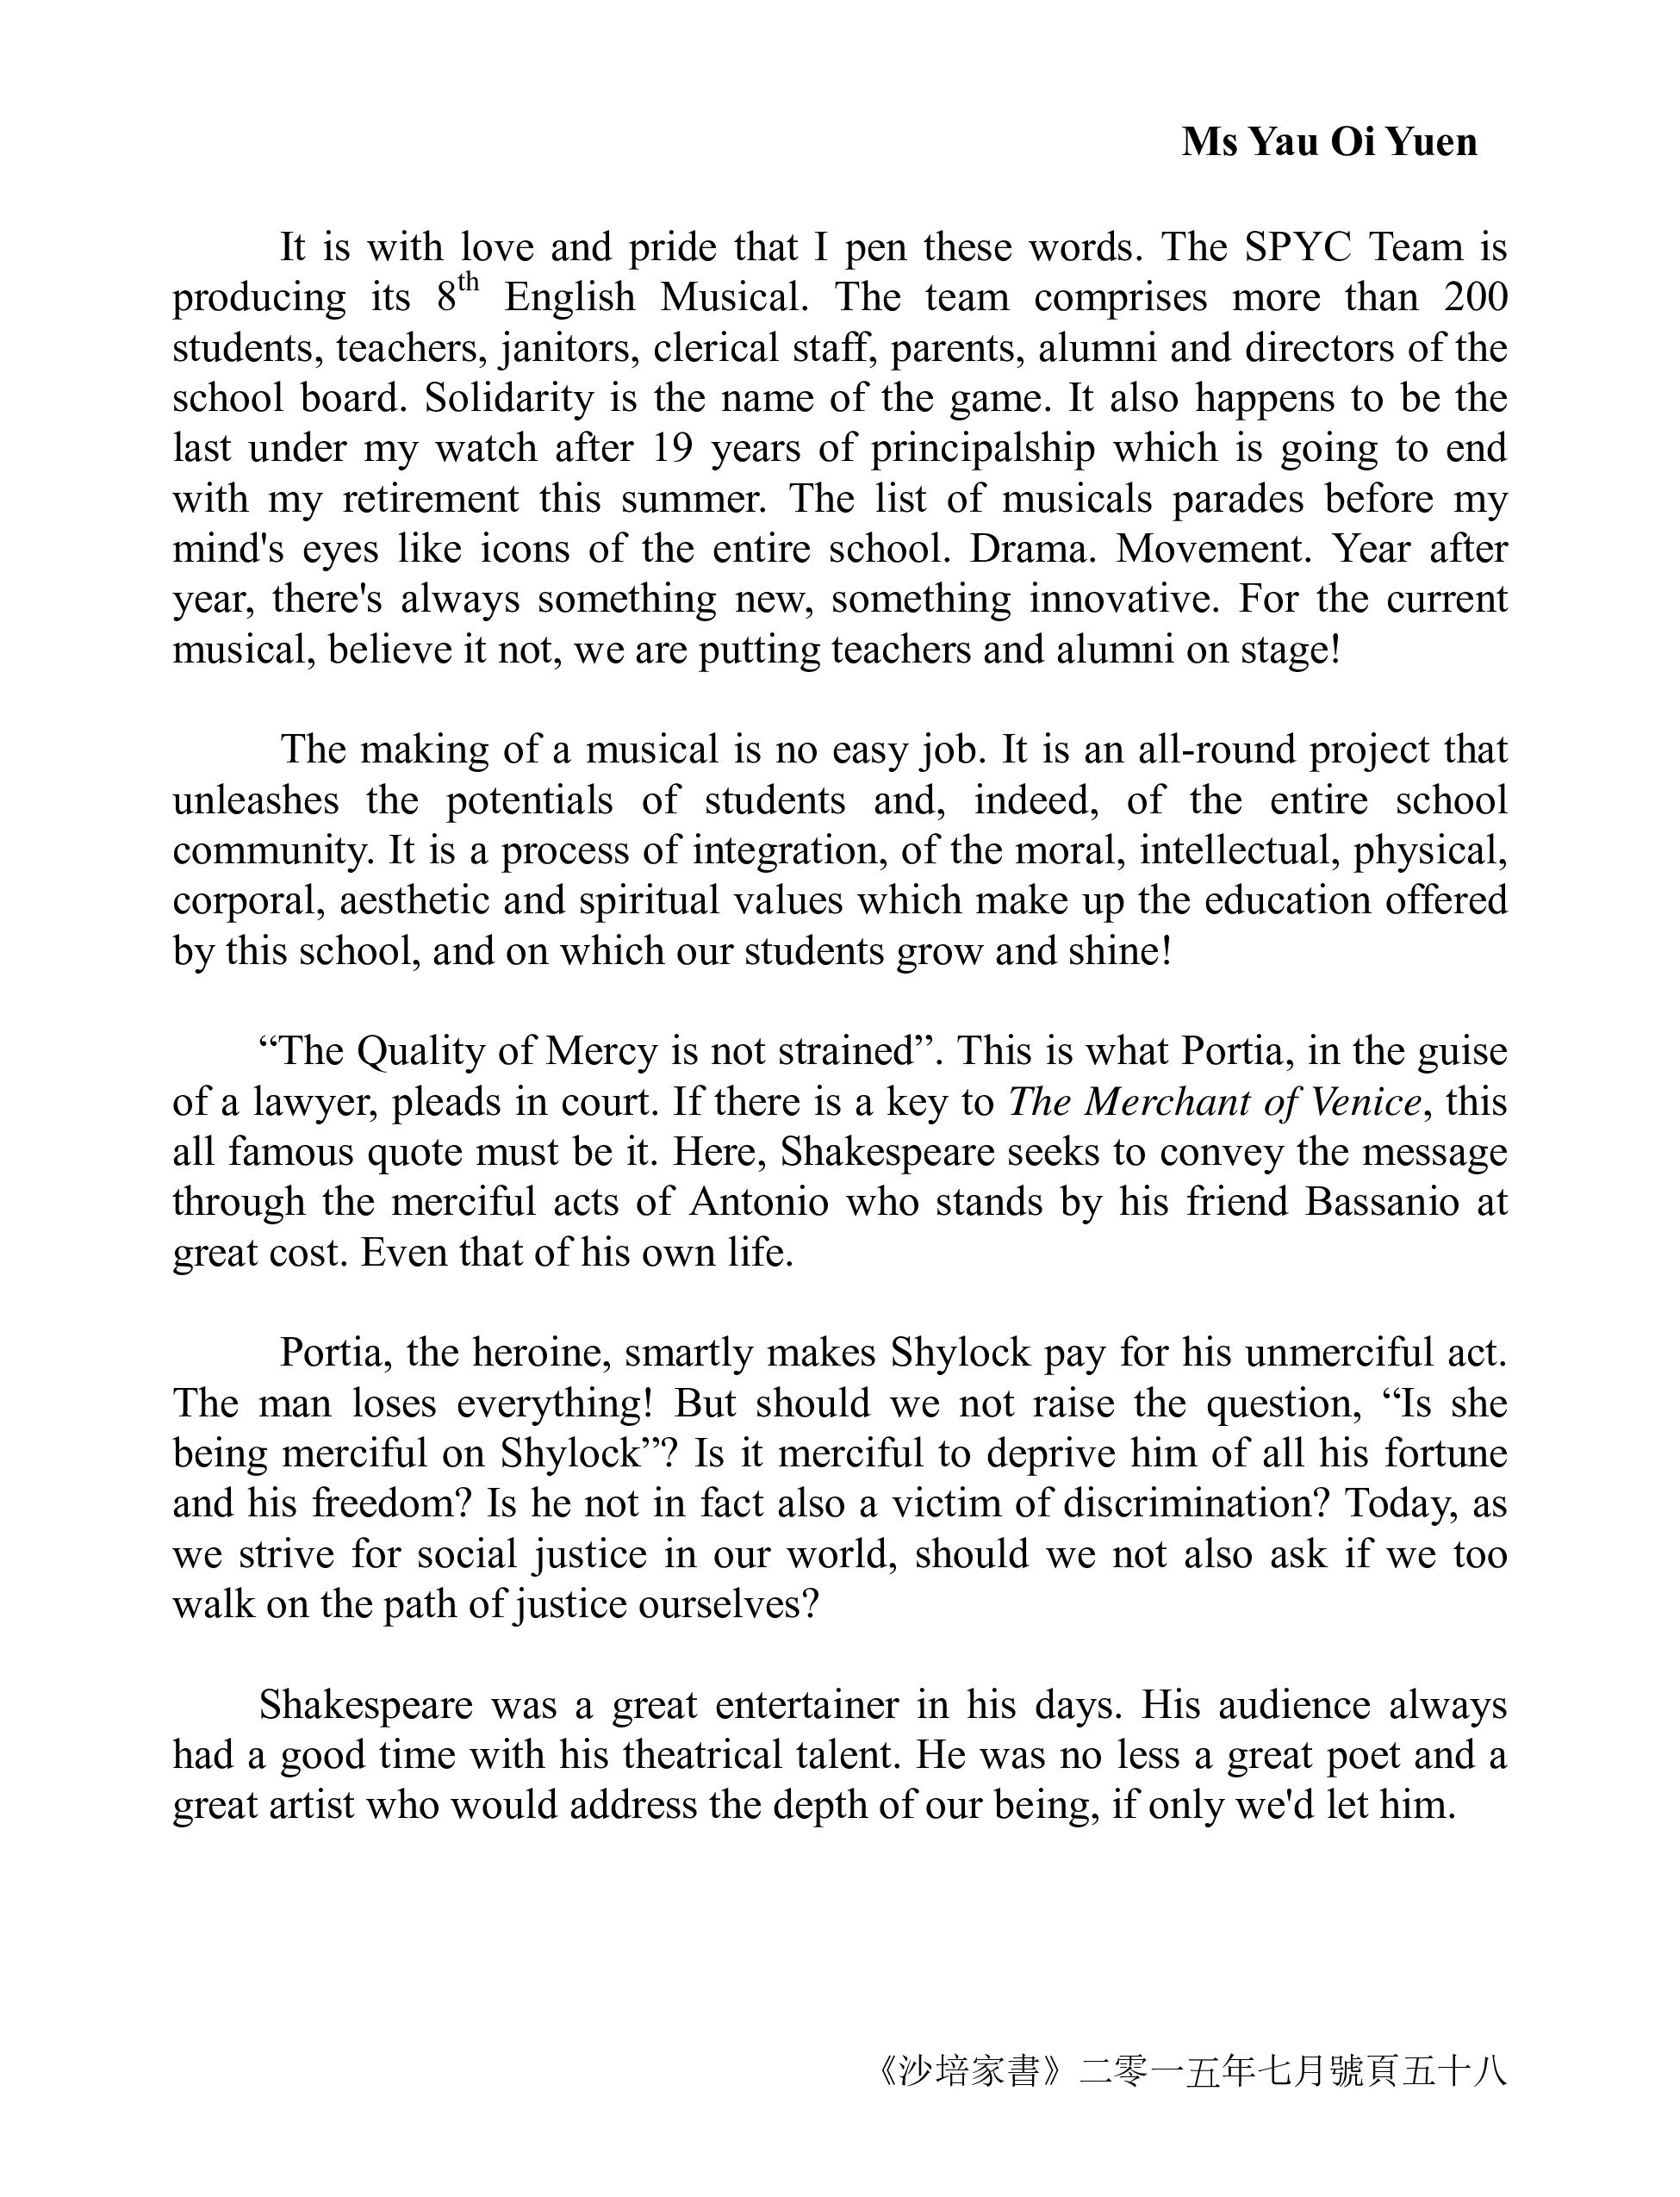 Ms Yau Oi Yuen
It is with love and pride that I pen these words. The SPYC Team is
producing its 8th English Musical. The team comprises more than 200
students, teachers, janitors, clerical staff, parents, alumni and directors of the
school board. Solidarity is the name of the game. It also happens to be the
last under my watch after 19 years of principalship which is going to end
with my retirement this summer. The list of musicals parades before my
mind's eyes like icons of the entire school. Drama. Movement. Year after
year, there's always something new, something innovative. For the current
musical, believe it not, we are putting teachers and alumni on stage!
The making of a musical is no easy job. It is an all-round project that
unleashes the potentials of students and, indeed, of the entire school
community. It is a process of integration, of the moral, intellectual, physical,
corporal, aesthetic and spiritual values which make up the education offered
by this school, and on which our students grow and shine!
“The Quality of Mercy is not strained”. This is what Portia, in the guise
of a lawyer, pleads in court. If there is a key to The Merchant of Venice, this
all famous quote must be it. Here, Shakespeare seeks to convey the message
through the merciful acts of Antonio who stands by his friend Bassanio at
great cost. Even that of his own life.
Portia, the heroine, smartly makes Shylock pay for his unmerciful act.
The man loses everything! But should we not raise the question, “Is she
being merciful on Shylock”? Is it merciful to deprive him of all his fortune
and his freedom? Is he not in fact also a victim of discrimination? Today, as
we strive for social justice in our world, should we not also ask if we too
walk on the path of justice ourselves?
Shakespeare was a great entertainer in his days. His audience always
had a good time with his theatrical talent. He was no less a great poet and a
great artist who would address the depth of our being, if only we'd let him.
《沙培家書》二零一五年七月號頁五十八